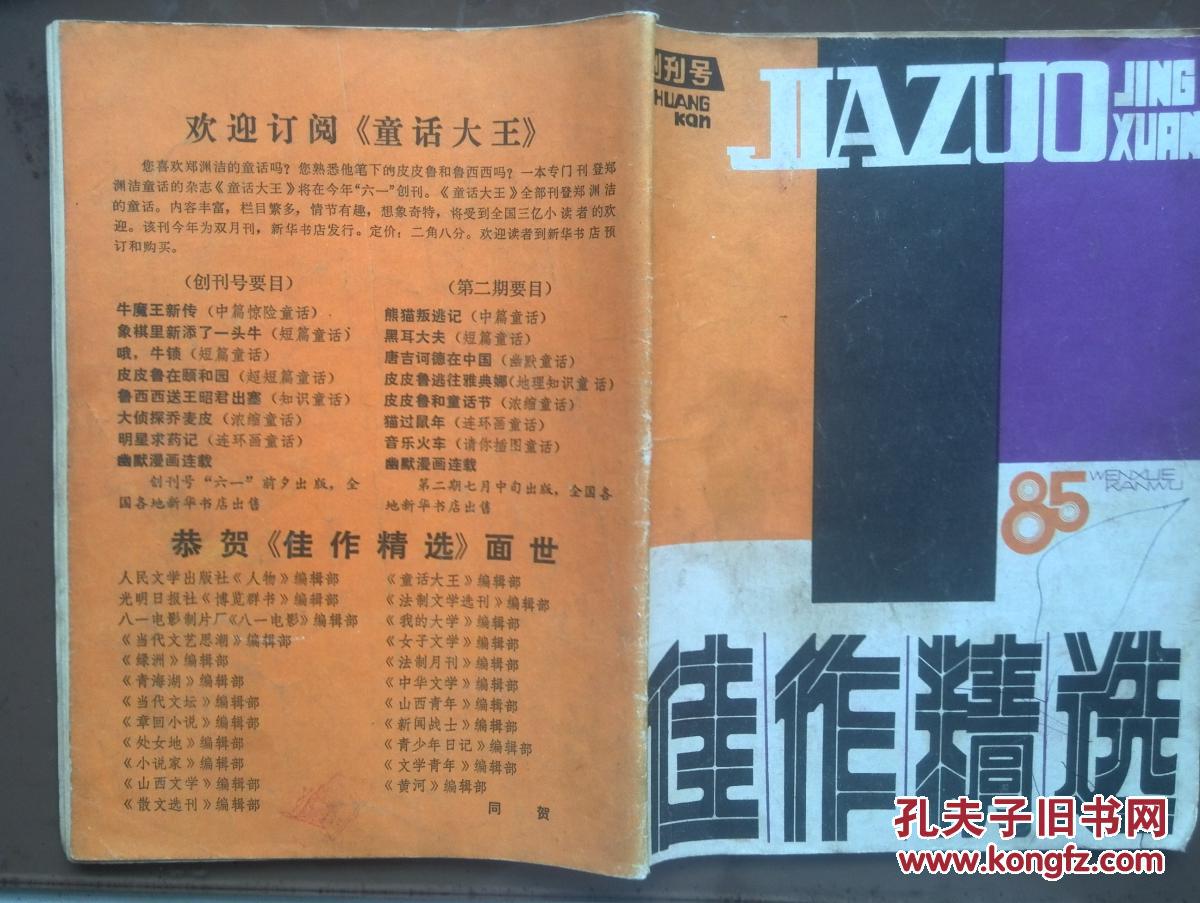 欢迎订阅《童话大王》
您喜欢郑渊洁的童话吗？您熟悉他笔下的皮皮鲁和鲁西西吗？一本专门刊登郑
渊洁童话的杂志《童话大王》将在今年“六一”创刊。《童话大王》全部刊登郑渊洁
的童话。内容丰富，栏目繁多，情节有趣，想象奇特，将受到全国三亿小读者的欢
迎。该刊今年为双月刊，新华书店发行。定价：二角八分。欢迎读者到新华书店预
订和购买。
（创刊号要目）
牛魔王新传（中篇惊险童话）
象棋里新添了一头牛（短篇童话）
哦，牛锁（短篇童话）
皮皮鲁在颐和园（超短篇童话）
鲁西西送王昭君出塞（知识童话）
大侦探乔麦皮（浓缩童话）
明星求药记（连环画童话）
幽默漫画连载
创刊号“六一”前夕出版，全
国各地新华书店出售
（第二期要目）
熊猫叛逃记（中篇童话）
黑耳大夫（短篇童话）
唐吉诃德在中国（幽默童话）
皮皮鲁逃往雅典娜（地理知识童话）
皮皮鲁和童话节（浓缩童话）
猫过鼠年（连环画童话）
音乐火车（请你插图童话）
幽默漫画连载
第二期七月中旬出版，全国各
地新华书店出售
恭贺《佳作精选》面世
人民文学出版社《人物》编辑部
光明日报社《博览群书》编辑部
八一电影制片厂《八一电影》编辑部
《当代文艺思潮》编辑部
《绿洲》编辑部
《青海湖》编辑部
《当代文坛》编辑部
《章回小说》编辑部
《处女地》编辑部
《小说家》编辑部
《山西文学》编辑部
《散文选刊》编辑部
《童话大王》编辑部
《法制文学选刊》编辑部
《我的大学》编辑部
《女子文学》编辑部
《法制月刊》编辑部
《中华文学》编辑部
《山西青年》编辑部
《新闻战士》编辑部
《青少年日记》编辑部
《文学青年》编辑部
《黄河》编辑部
同贺
刊号
HUANG
Kan
JIAZUO
JING
XUAN
85
WENXUE
KANWU
佳作精选
孔夫子旧书网
www.kongfz.com